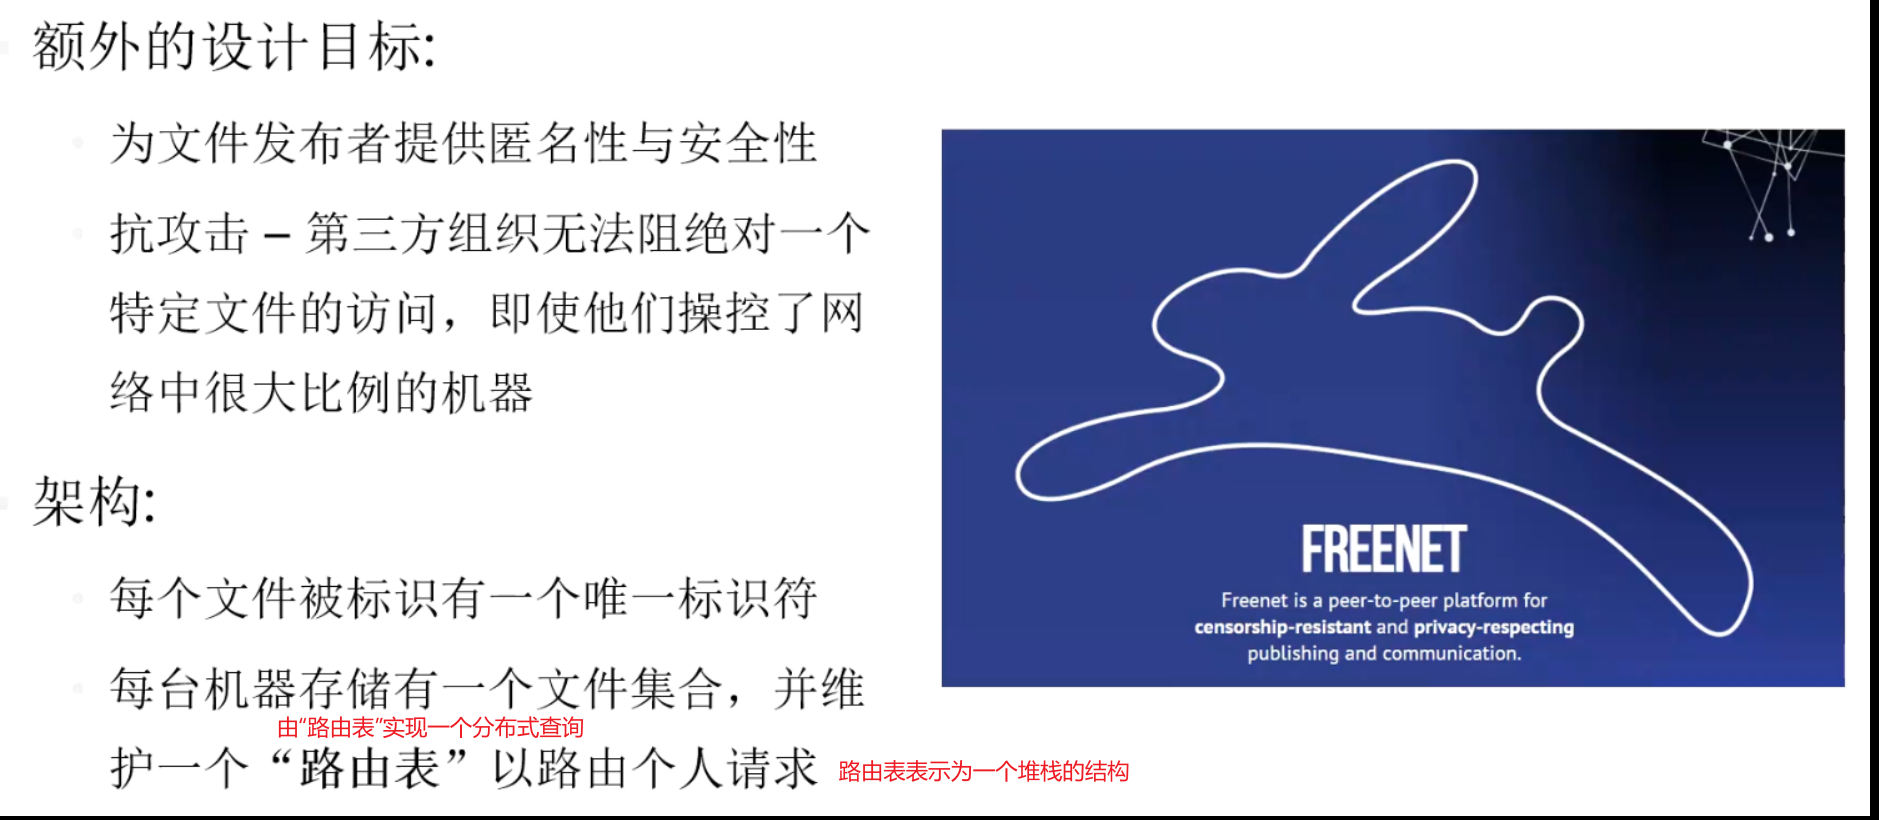 额外的设计目标:
为文件发布者提供匿名性与安全性
抗攻击 – 第三方组织无法阻绝对一个
特定文件的访问，即使他们操控了网
络中很大比例的机器
架构:
每个文件被标识有一个唯一标识符
每台机器存储有一个文件集合，并维
由“路由表”实现一个分布式查询
护一个“路由表”以路由个人请求
路由表表示为一个堆栈的结构
FREENET
Freenet is a peer-to-peer platform for
censorship-resistant and privacy-respecting
publishing and communication.